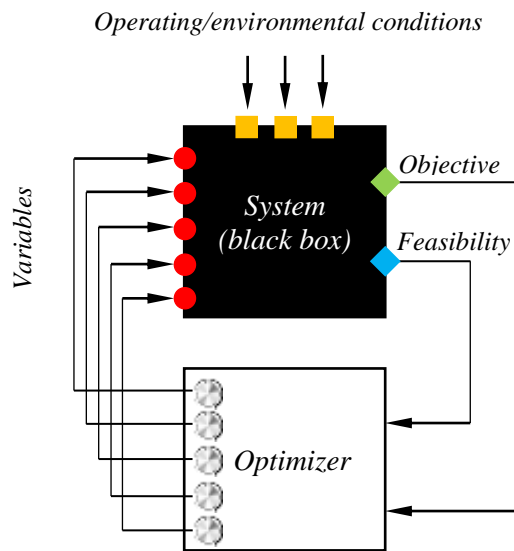 Operating/environmental conditions
Variables
System
(black box)
Objective
Feasibility
Optimizer